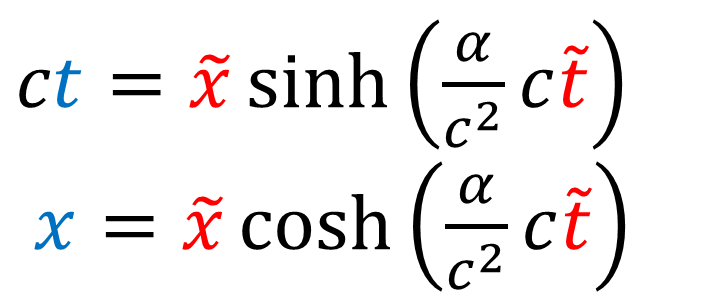 ct = x̃ sinh (α/c² ct̃)
x = x̃ cosh (α/c² ct̃)